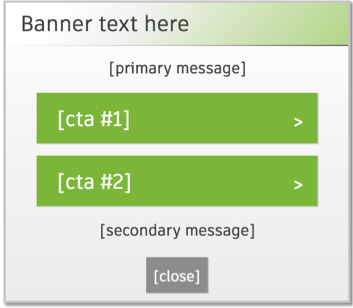 Banner text here
[primary message]
[cta #1] >
[cta #2] >
[secondary message]
[close]